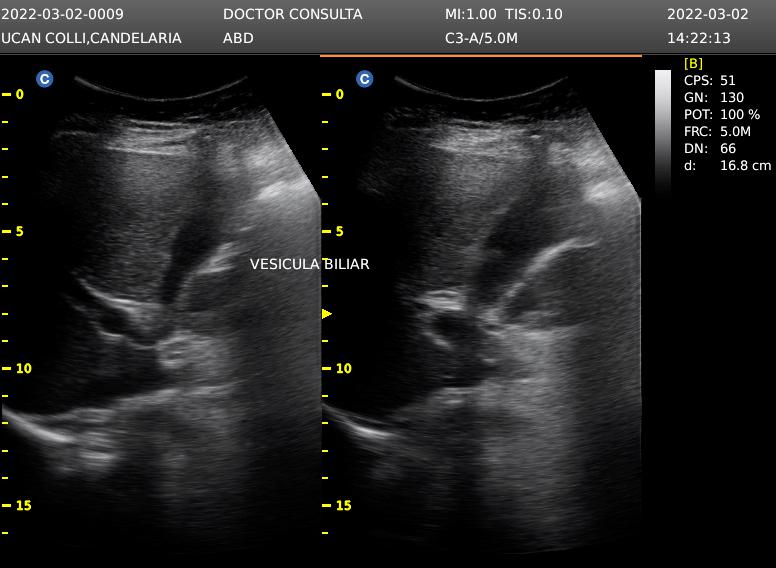 2022-03-02-0009 DOCTOR CONSULTA MI:1.00 TIS:0.10 2022-03-02
UCAN COLLI,CANDELARIA ABD C3-A/5.0M 14:22:13
C C
[B]
CPS: 51
GN: 130
POT: 100 %
FRC: 5.0M
DN: 66
d: 16.8 cm
0 0
5 5
VESICULA BILIAR
10 10
15 15